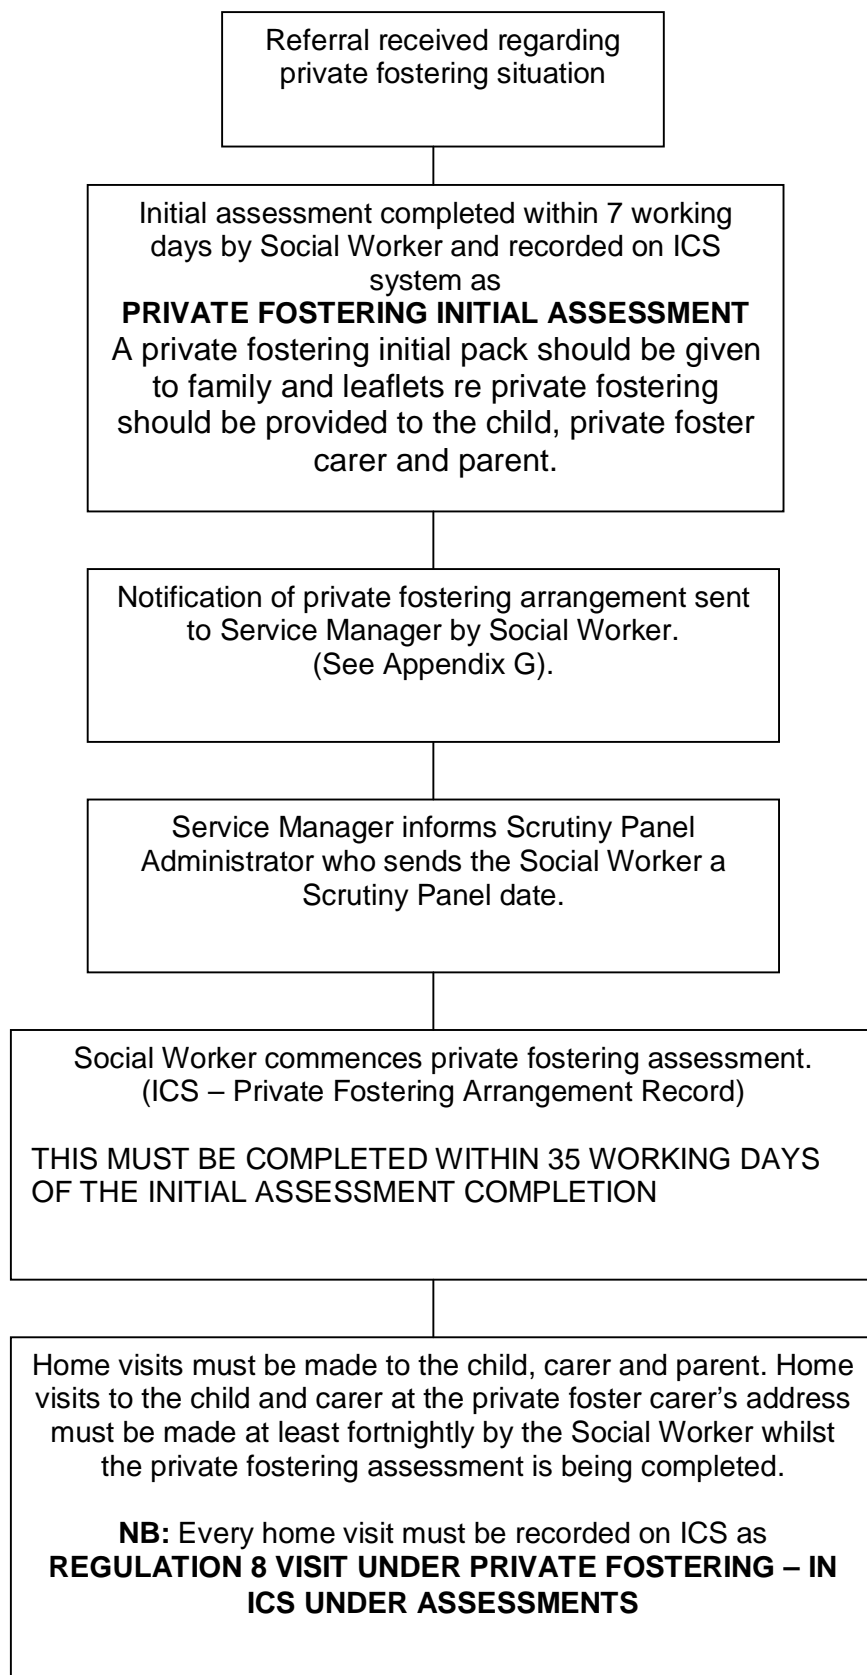 Referral received regarding
private fostering situation
Initial assessment completed within 7 working
days by Social Worker and recorded on ICS
system as
PRIVATE FOSTERING INITIAL ASSESSMENT
A private fostering initial pack should be given
to family and leaflets re private fostering
should be provided to the child, private foster
carer and parent.
Notification of private fostering arrangement sent
to Service Manager by Social Worker.
(See Appendix G).
Service Manager informs Scrutiny Panel
Administrator who sends the Social Worker a
Scrutiny Panel date.
Social Worker commences private fostering assessment.
(ICS – Private Fostering Arrangement Record)
THIS MUST BE COMPLETED WITHIN 35 WORKING DAYS
OF THE INITIAL ASSESSMENT COMPLETION
Home visits must be made to the child, carer and parent. Home
visits to the child and carer at the private foster carer’s address
must be made at least fortnightly by the Social Worker whilst
the private fostering assessment is being completed.
NB: Every home visit must be recorded on ICS as
REGULATION 8 VISIT UNDER PRIVATE FOSTERING – IN
ICS UNDER ASSESSMENTS